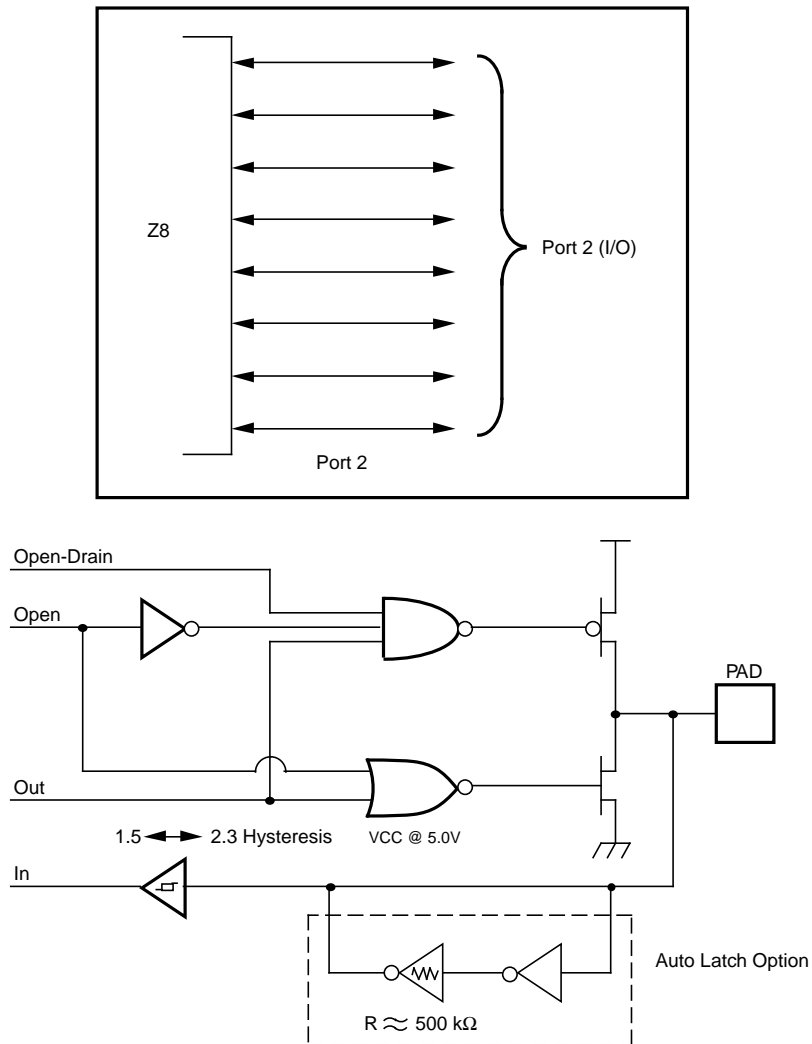 Z8
Port 2 (I/O)
Port 2
Open-Drain
Open
PAD
Out
1.5 2.3 Hysteresis VCC @ 5.0V
In
Auto Latch Option
R ≈ 500 kΩ